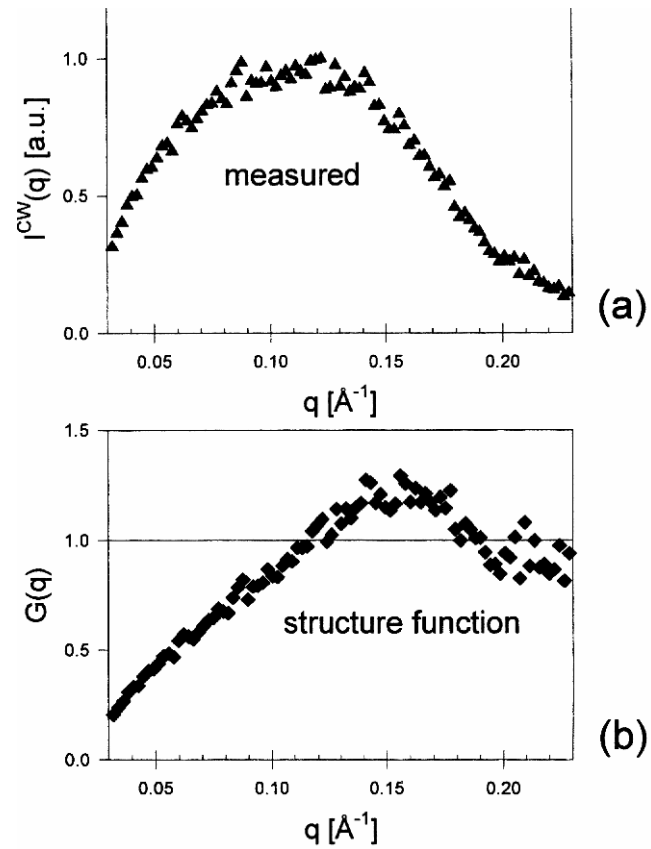 1.0
I^CW(q) [a.u.]
0.5
measured
0.0
(a)
0.05 0.10 0.15 0.20
q [Å⁻¹]
1.5
1.0
G(q)
0.5
structure function
0.0
(b)
0.05 0.10 0.15 0.20
q [Å⁻¹]